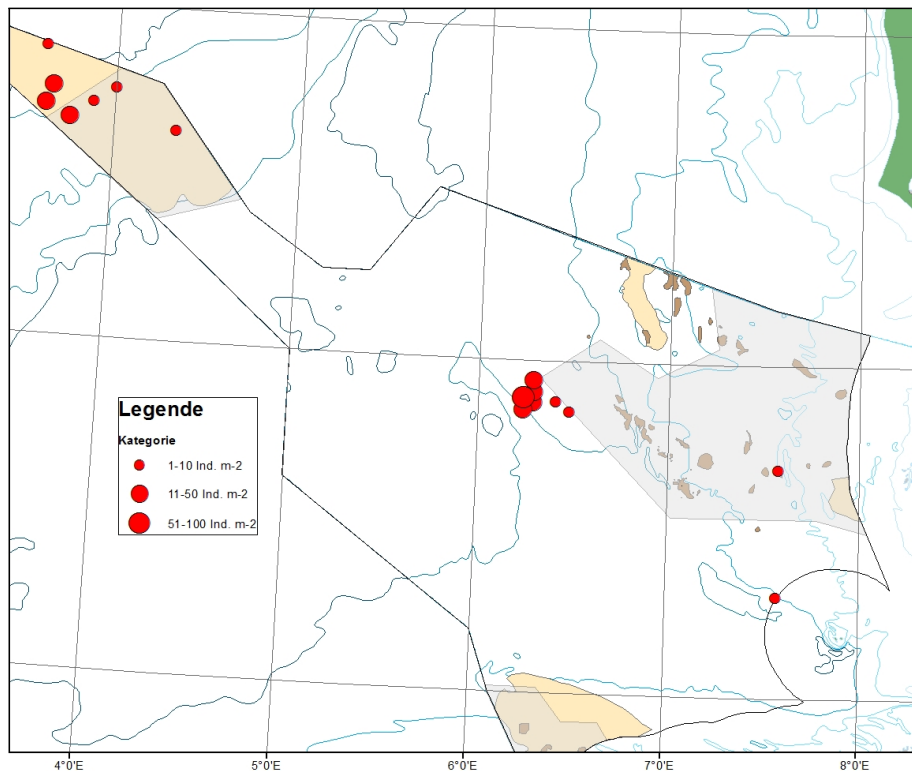 Legende
Kategorie
1-10 Ind. m-2
11-50 Ind. m-2
51-100 Ind. m-2
4°0'E 5°0'E 6°0'E 7°0'E 8°0'E